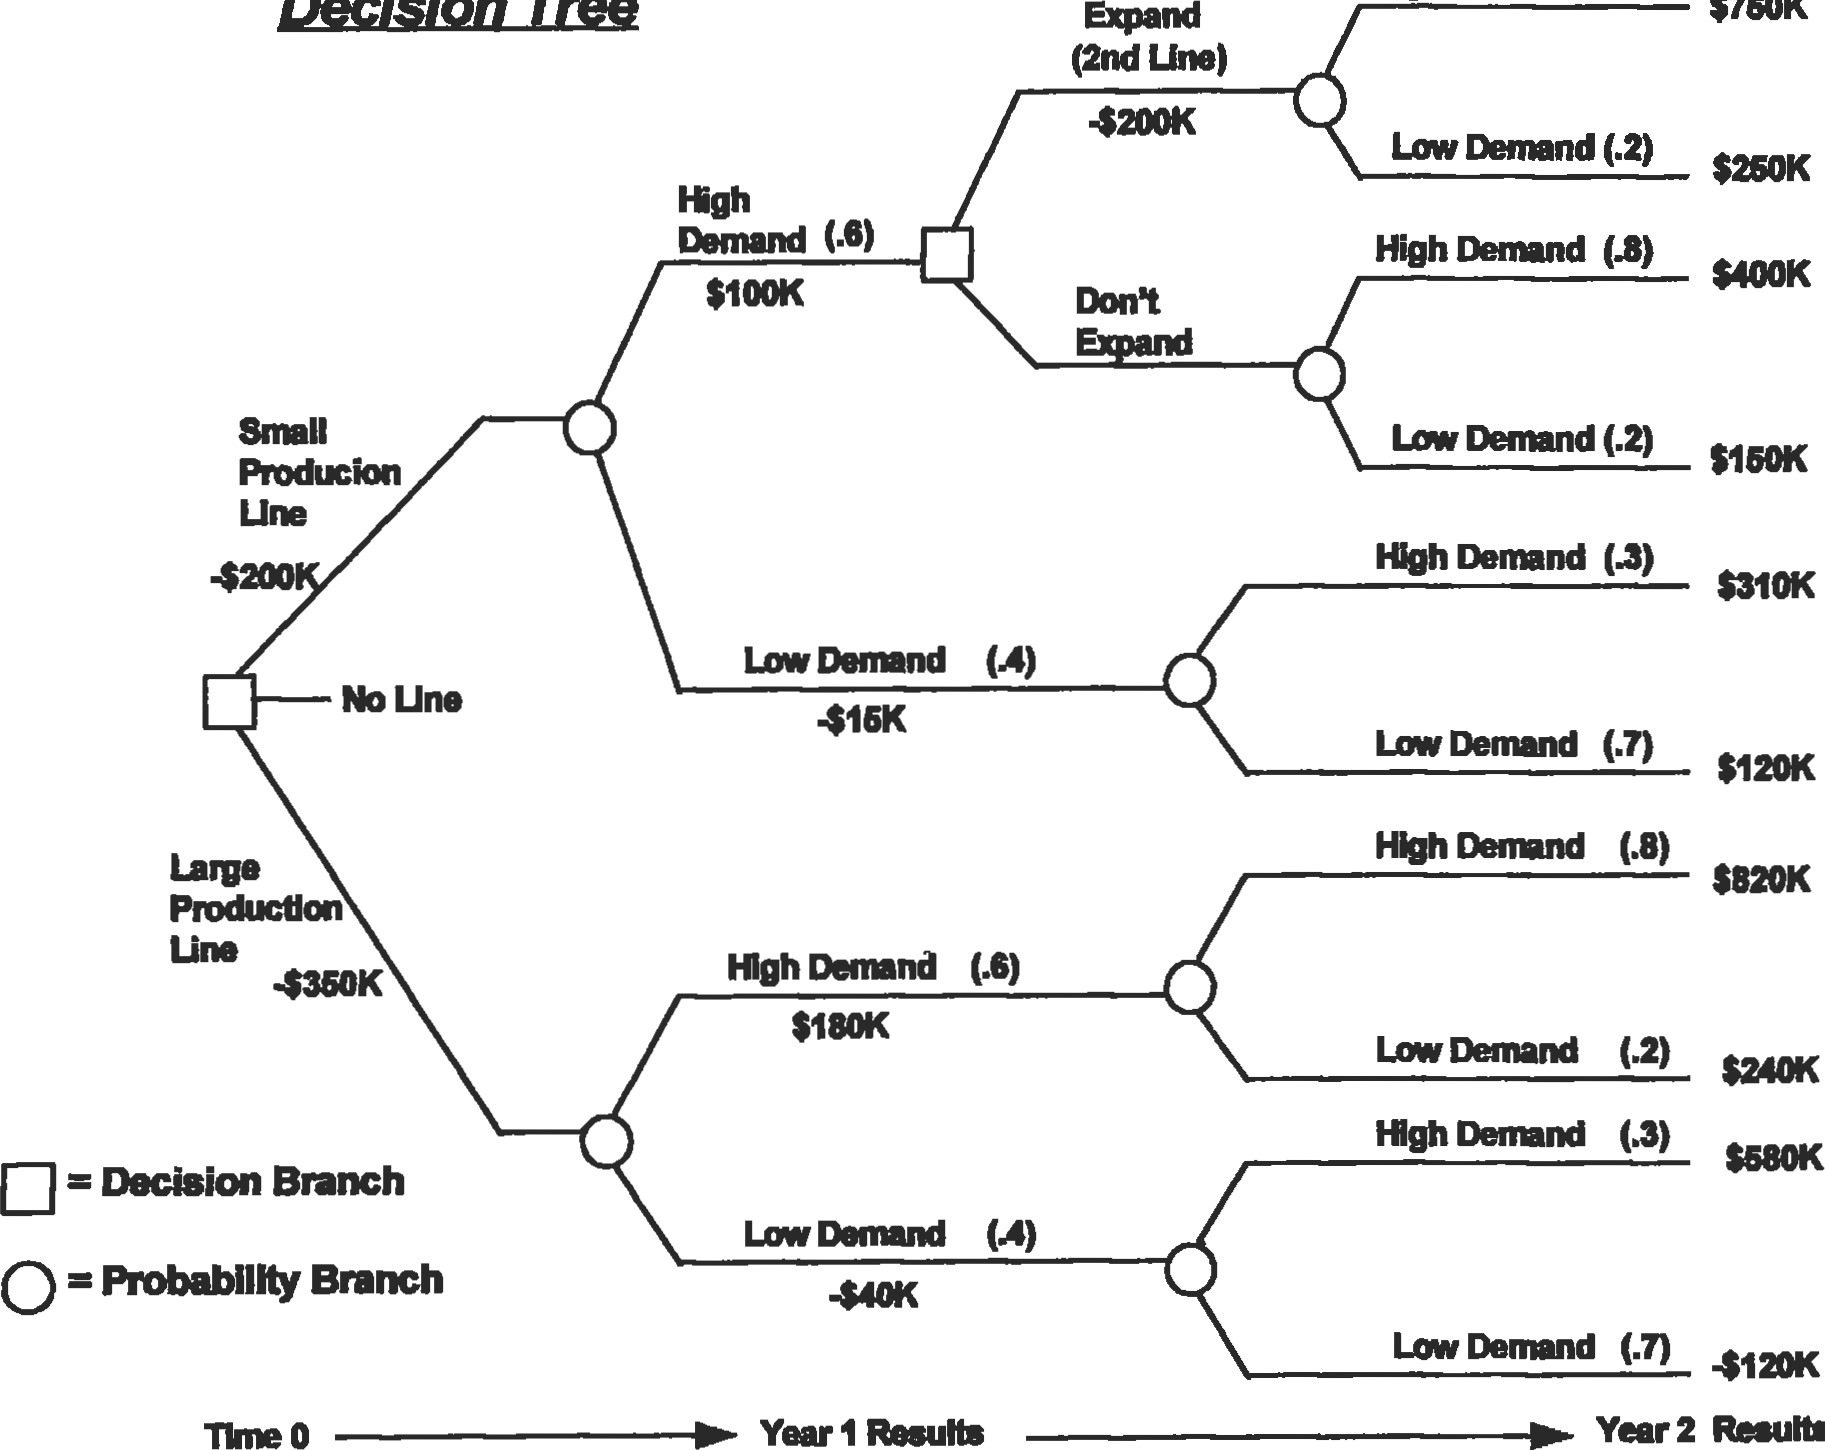 Decision Tree
Expand
(2nd Line)
-$200K
$750K
Low Demand (.2)
$250K
High
Demand (.6)
$100K
High Demand (.8)
$400K
Don't
Expand
Low Demand (.2)
$150K
Small
Producion
Line
-$200K
High Demand (.3)
$310K
Low Demand (.4)
-$15K
No Line
Low Demand (.7)
$120K
High Demand (.8)
$820K
Large
Production
Line
-$350K
High Demand (.6)
$180K
Low Demand (.2)
$240K
High Demand (.3)
$580K
= Decision Branch
Low Demand (.4)
-$40K
= Probability Branch
Low Demand (.7)
-$120K
Time 0
Year 1 Results
Year 2 Results